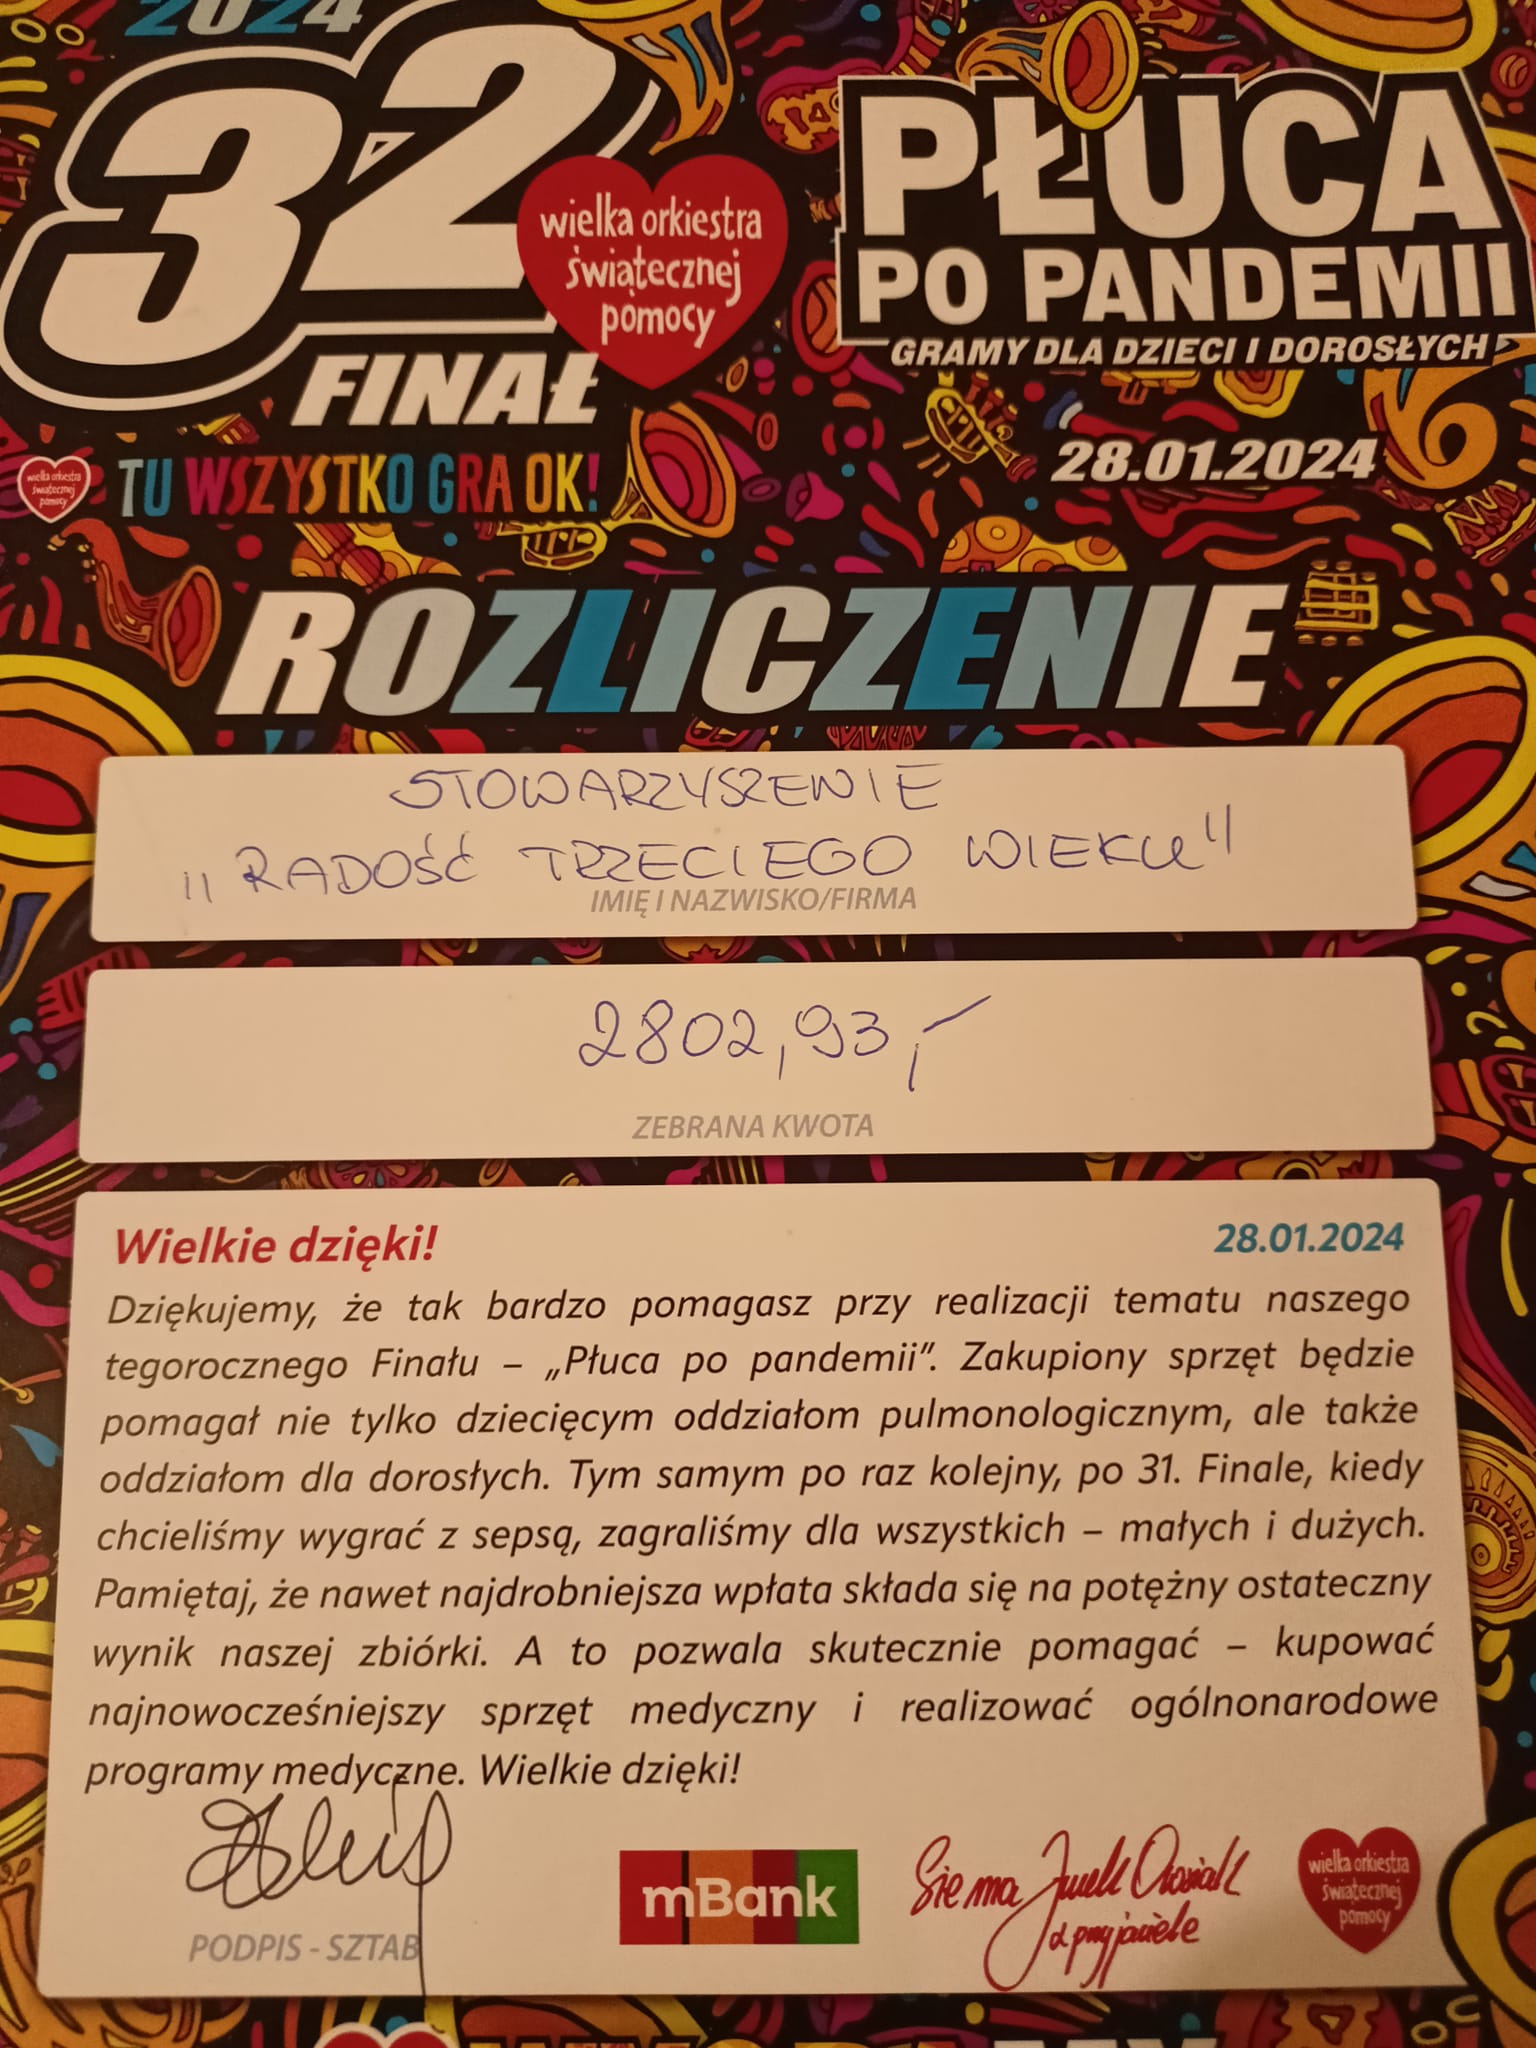 2024
32
FINAŁ
wielka orkiestra
świątecznej
pomocy
PŁUCA
PO PANDEMII
GRAMY DLA DZIECI I DOROSŁYCH
28.01.2024
wielka orkiestra
świątecznej
pomocy
TU WSZYSTKO GRA OK!
ROZLICZENIE
STOWARZYSZENIE
„RADOŚĆ TRZECIEGO WIEKU"
IMIĘ I NAZWISKO/FIRMA
2802,93,-
ZEBRANA KWOTA
Wielkie dzięki!
28.01.2024
Dziękujemy, że tak bardzo pomagasz przy realizacji tematu naszego
tegorocznego Finału – „Płuca po pandemii”. Zakupiony sprzęt będzie
pomagał nie tylko dziecięcym oddziałom pulmonologicznym, ale także
oddziałom dla dorosłych. Tym samym po raz kolejny, po 31. Finale, kiedy
chcieliśmy wygrać z sepsą, zagraliśmy dla wszystkich – małych i dużych.
Pamiętaj, że nawet najdrobniejsza wpłata składa się na potężny ostateczny
wynik naszej zbiórki. A to pozwala skutecznie pomagać – kupować
najnowocześniejszy sprzęt medyczny i realizować ogólnonarodowe
programy medyczne. Wielkie dzięki!
PODPIS - SZTAB
mBank
Sie ma Jurek Owsiak
& przyjaciele
wielka orkiestra
świątecznej
pomocy